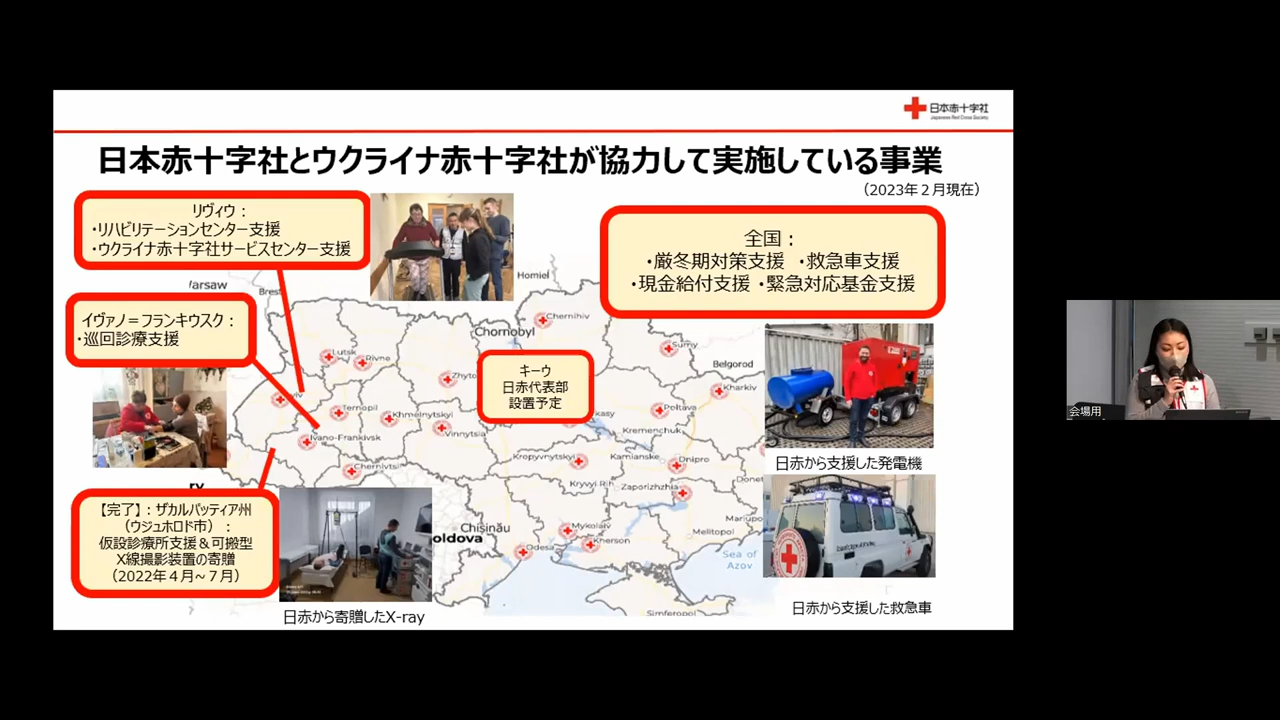 日本赤十字社
Japanese Red Cross Society
日本赤十字社とウクライナ赤十字社が協力して実施している事業
（2023年２月現在）
リヴィウ：
・リハビリテーションセンター支援
・ウクライナ赤十字社サービスセンター支援
全国：
・厳冬期対策支援　・救急車支援
・現金給付支援 ・緊急対応基金支援
イヴァノ＝フランキウスク：
・巡回診療支援
キーウ
日赤代表部
設置予定
【完了】：ザカルパッティア州
（ウジュホロド市）：
仮設診療所支援＆可搬型
X線撮影装置の寄贈
（2022年４月～７月）
日赤から寄贈したX-ray
日赤から支援した発電機
日赤から支援した救急車
Homiel
Chornobyl
Chernihiv
Lutsk
Rivne
Sumy
Belgorod
Kharkiv
Ternopil
Khmelnytskyi
Vinnytsia
Poltava
Kremenchuk
Ivano-Frankivsk
Chernivtsi
Kropyvnytskyi
Kamianske
Dnipro
Kryvyi Rih
Zaporizhzhia
Chișinău
Mykolaiv
Kherson
Odesa
Melitopol
Sea of
Azov
Simferopol
会場用